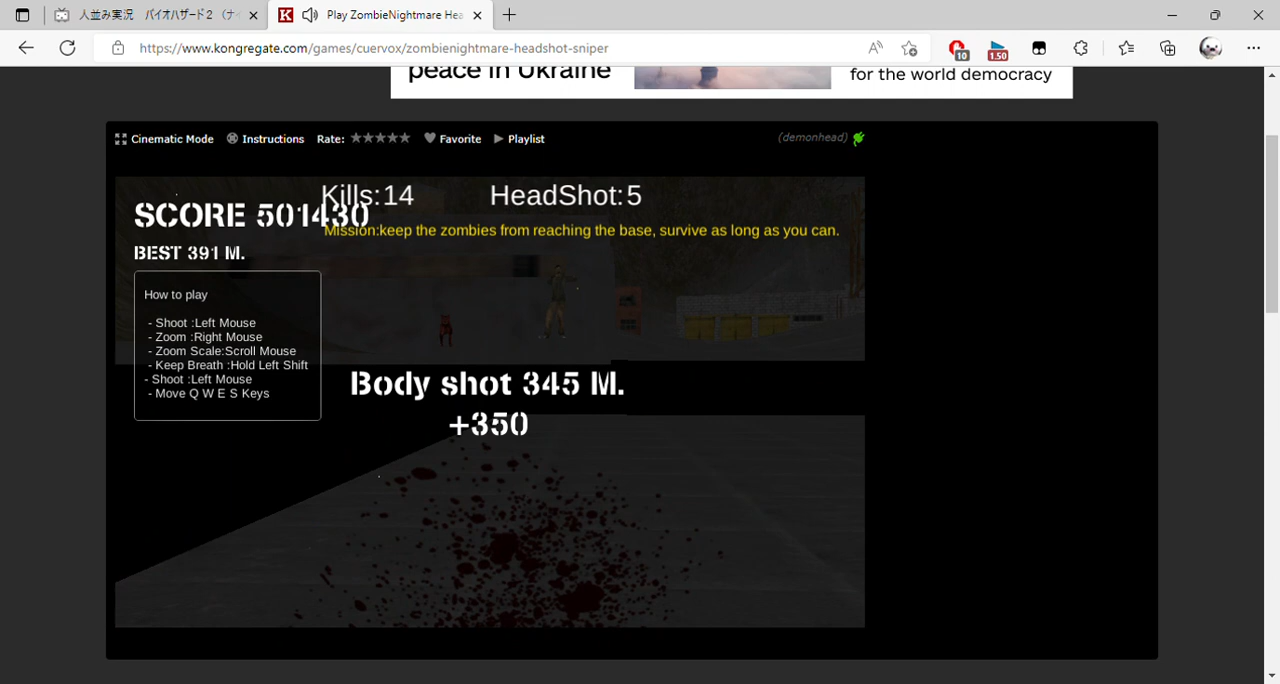 人並み実況 バイオハザード２ （ナイ
Play ZombieNightmare Hea
https://www.kongregate.com/games/cuervox/zombienightmare-headshot-sniper
10
1.50
peace in Ukraine
for the world democracy
Cinematic Mode
Instructions
Rate:
Favorite
Playlist
(demonhead)
Kills:14
HeadShot:5
SCORE 501430
Mission:keep the zombies from reaching the base, survive as long as you can.
BEST 391 M.
How to play
- Shoot :Left Mouse
- Zoom :Right Mouse
- Zoom Scale:Scroll Mouse
- Keep Breath :Hold Left Shift
- Shoot :Left Mouse
- Move Q W E S Keys
Body shot 345 M.
+350